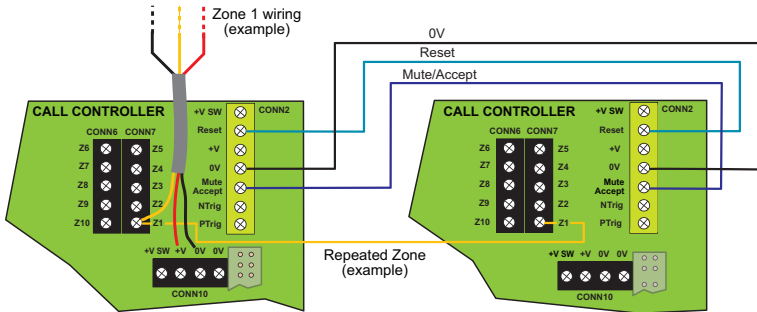 Zone 1 wiring
(example)
0V
Reset
Mute/Accept
CALL CONTROLLER
CONN6 CONN7
Z6 Z5
Z7 Z4
Z8 Z3
Z9 Z2
Z10 Z1
+V SW CONN2
Reset
+V
0V
Mute
Accept
NTrig
PTrig
+V SW +V 0V 0V
CONN10
Repeated Zone
(example)
CALL CONTROLLER
CONN6 CONN7
Z6 Z5
Z7 Z4
Z8 Z3
Z9 Z2
Z10 Z1
+V SW CONN2
Reset
+V
0V
Mute
Accept
NTrig
PTrig
+V SW +V 0V 0V
CONN10